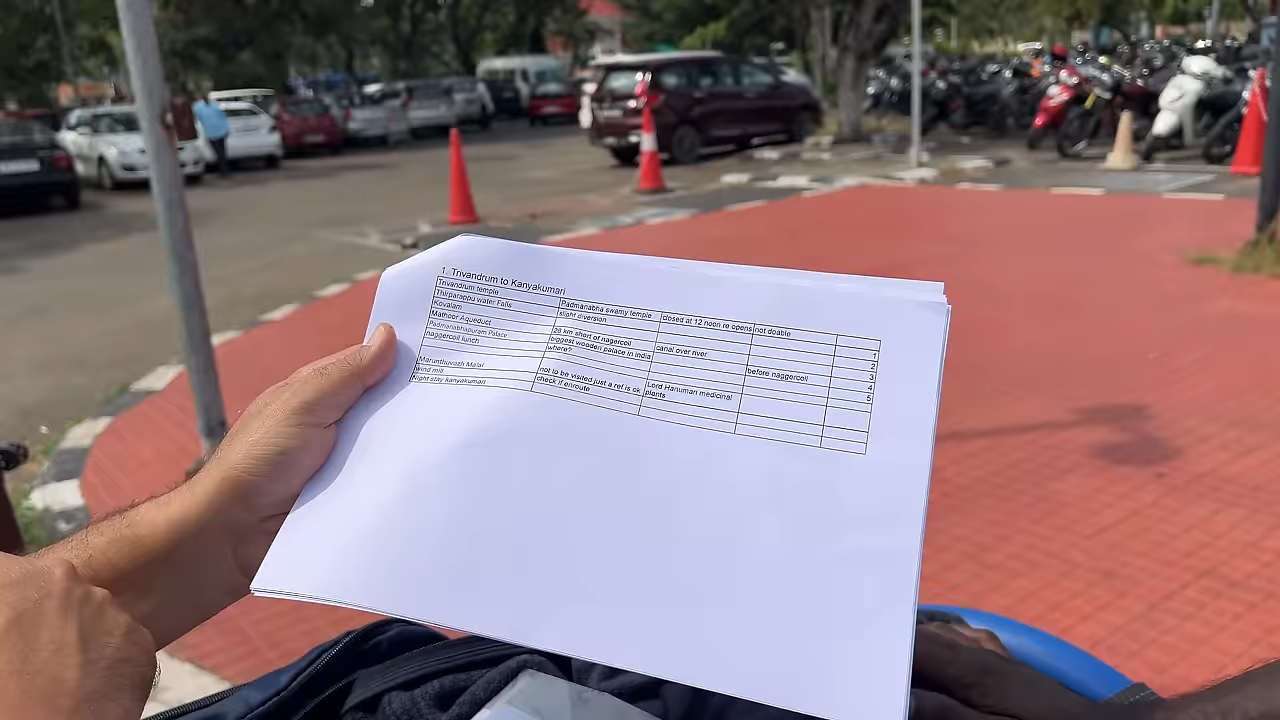 1. Trivandrum to Kanyakumari
Trivandrum temple Padmanabha swamy temple closed at 12 noon re opens not doable
Thirparappu water Falls slight diversion 1
Kovalam 2
Mathoor Aqueduct 28 km short of nagercoil canal over river
Padmanabhapuram Palace biggest wooden palace in india before naggercoil 4
naggercoil lunch where? 5
Marunthuvazh Malai not to be visited just a ref is ok Lord Hanuman medicinal
plants
wind mill check if enroute
Night stay kanyakumari